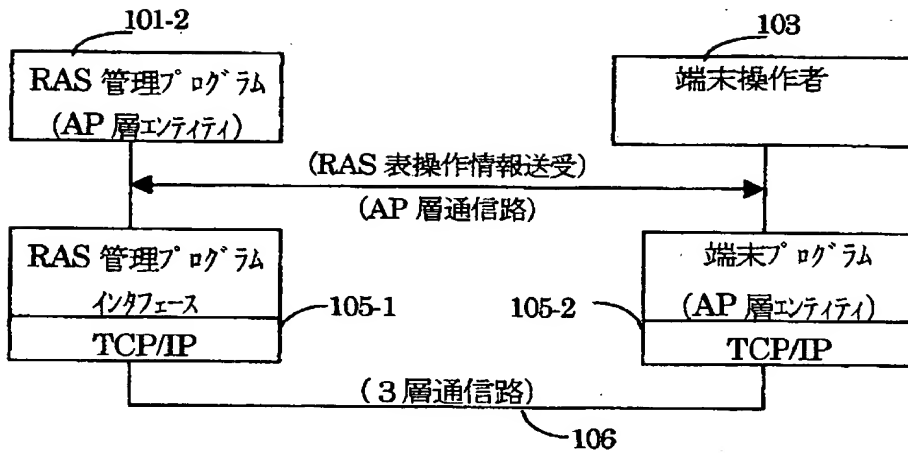 101-2
103
RAS 管理プログラム
(AP 層エンティティ)
端末操作者
(RAS 表操作情報送受)
(AP 層通信路)
RAS 管理プログラム
インタフェース
TCP/IP
105-1
端末プログラム
(AP 層エンティティ)
TCP/IP
105-2
(3層通信路)
106